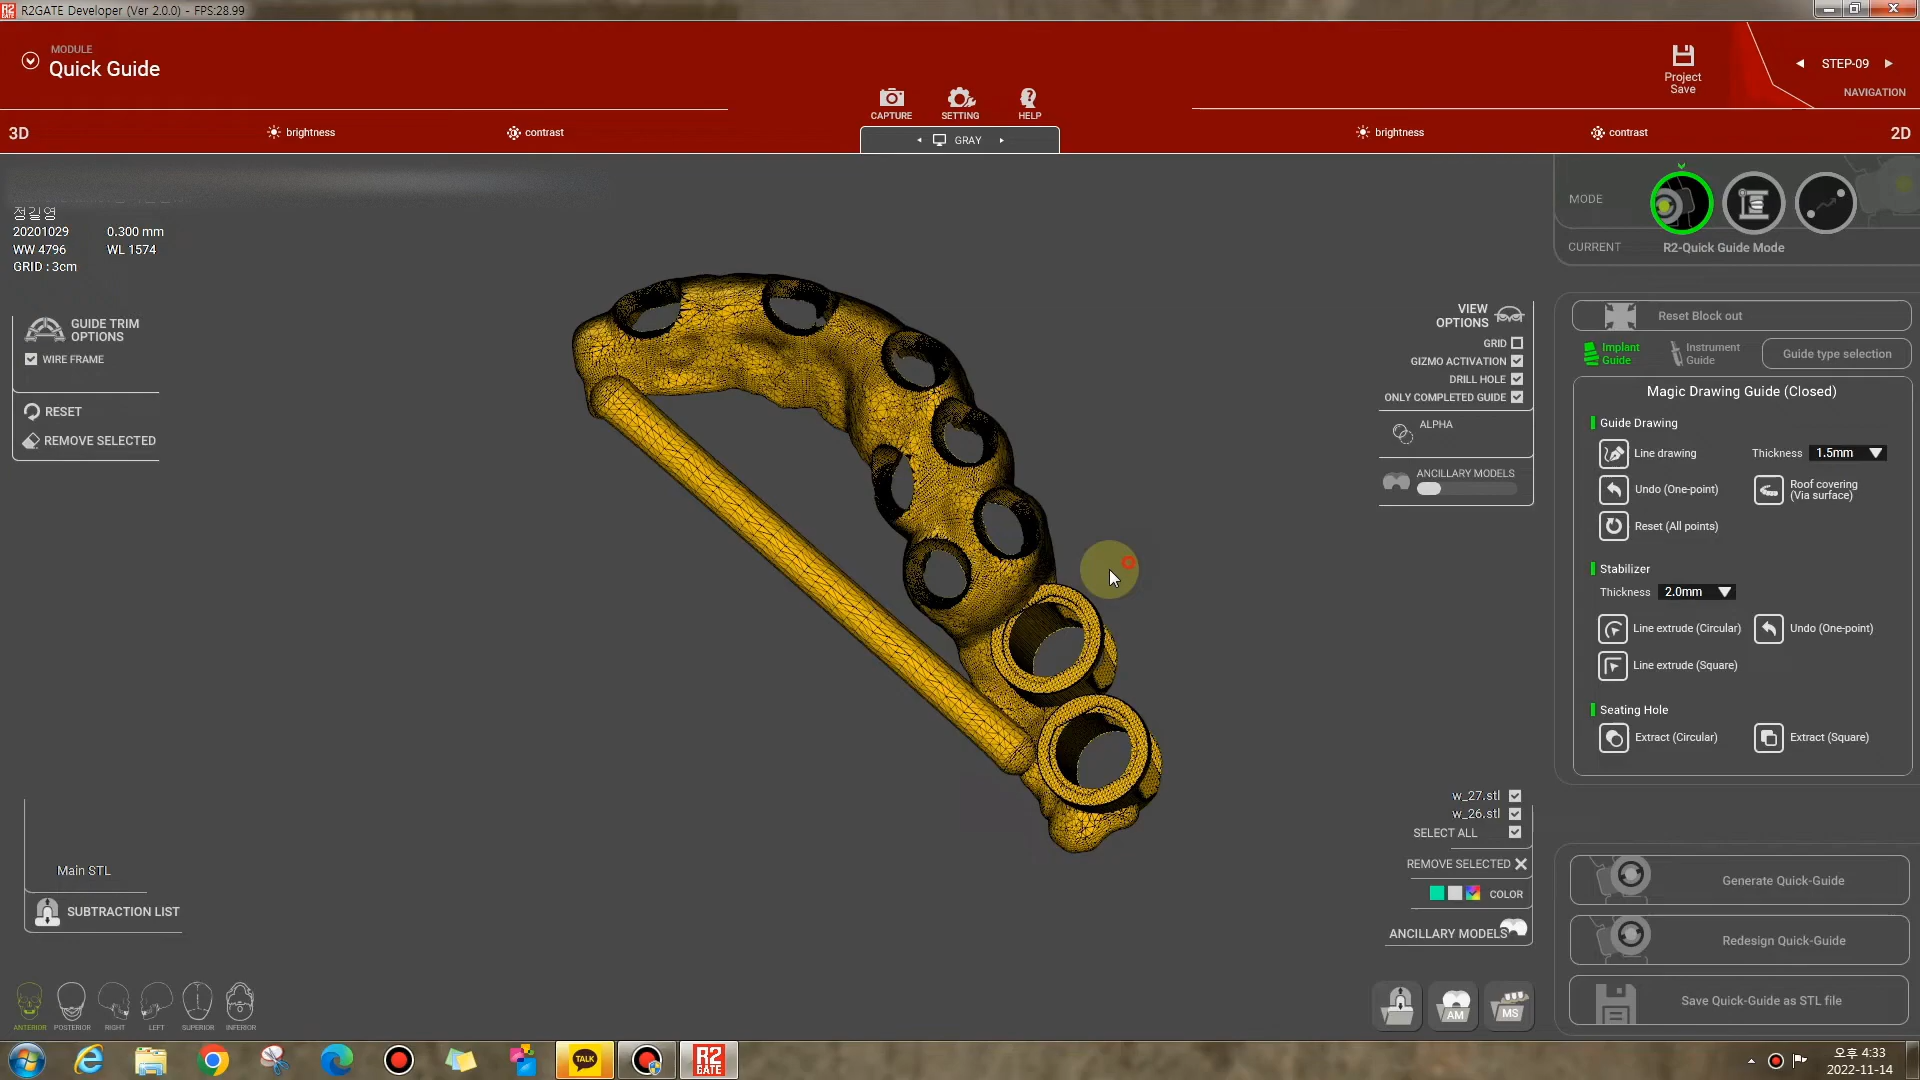 R2GATE Developer (Ver 2.0.0) - FPS:28.99
MODULE
Quick Guide
CAPTURE
SETTING
HELP
Project
Save
STEP-09
NAVIGATION
3D
brightness
contrast
GRAY
brightness
contrast
2D
정길영
20201029 0.300 mm
WW 4796 WL 1574
GRID : 3cm
GUIDE TRIM
OPTIONS
WIRE FRAME
RESET
REMOVE SELECTED
VIEW
OPTIONS
GRID
GIZMO ACTIVATION
DRILL HOLE
ONLY COMPLETED GUIDE
ALPHA
ANCILLARY MODELS
MODE
CURRENT R2-Quick Guide Mode
Reset Block out
Implant
Guide
Instrument
Guide
Guide type selection
Magic Drawing Guide (Closed)
Guide Drawing
Line drawing
Thickness 1.5mm
Undo (One-point)
Roof covering
(Via surface)
Reset (All points)
Stabilizer
Thickness 2.0mm
Line extrude (Circular)
Undo (One-point)
Line extrude (Square)
Seating Hole
Extract (Circular)
Extract (Square)
w_27.stl
w_26.stl
SELECT ALL
REMOVE SELECTED
COLOR
ANCILLARY MODELS
Generate Quick-Guide
Redesign Quick-Guide
Save Quick-Guide as STL file
Main STL
SUBTRACTION LIST
ANTERIOR
POSTERIOR
RIGHT
LEFT
SUPERIOR
INFERIOR
AM
MS
TALK
R2
GATE
오후 4:33
2022-11-14